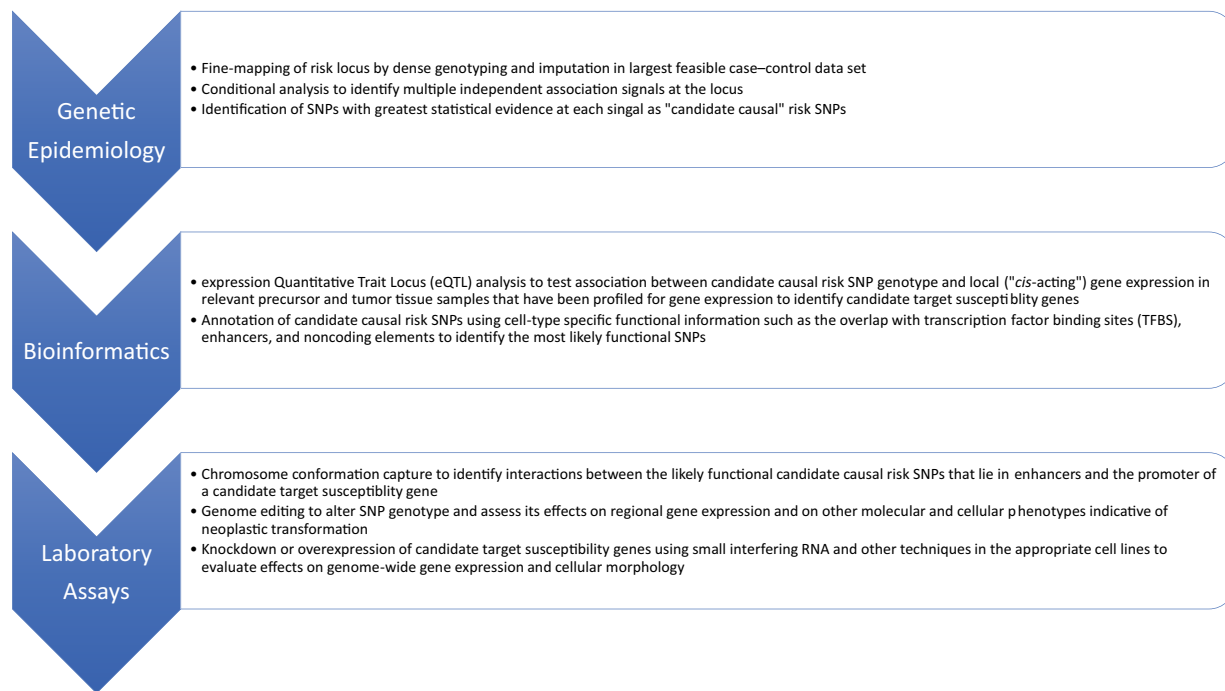 Genetic
Epidemiology
• Fine-mapping of risk locus by dense genotyping and imputation in largest feasible case–control data set
• Conditional analysis to identify multiple independent association signals at the locus
• Identification of SNPs with greatest statistical evidence at each singal as "candidate causal" risk SNPs
Bioinformatics
• expression Quantitative Trait Locus (eQTL) analysis to test association between candidate causal risk SNP genotype and local ("cis-acting") gene expression in
relevant precursor and tumor tissue samples that have been profiled for gene expression to identify candidate target susceptiblity genes
• Annotation of candidate causal risk SNPs using cell-type specific functional information such as the overlap with transcription factor binding sites (TFBS),
enhancers, and noncoding elements to identify the most likely functional SNPs
Laboratory
Assays
• Chromosome conformation capture to identify interactions between the likely functional candidate causal risk SNPs that lie in enhancers and the promoter of
a candidate target susceptiblity gene
• Genome editing to alter SNP genotype and assess its effects on regional gene expression and on other molecular and cellular phenotypes indicative of
neoplastic transformation
• Knockdown or overexpression of candidate target susceptibility genes using small interfering RNA and other techniques in the appropriate cell lines to
evaluate effects on genome-wide gene expression and cellular morphology